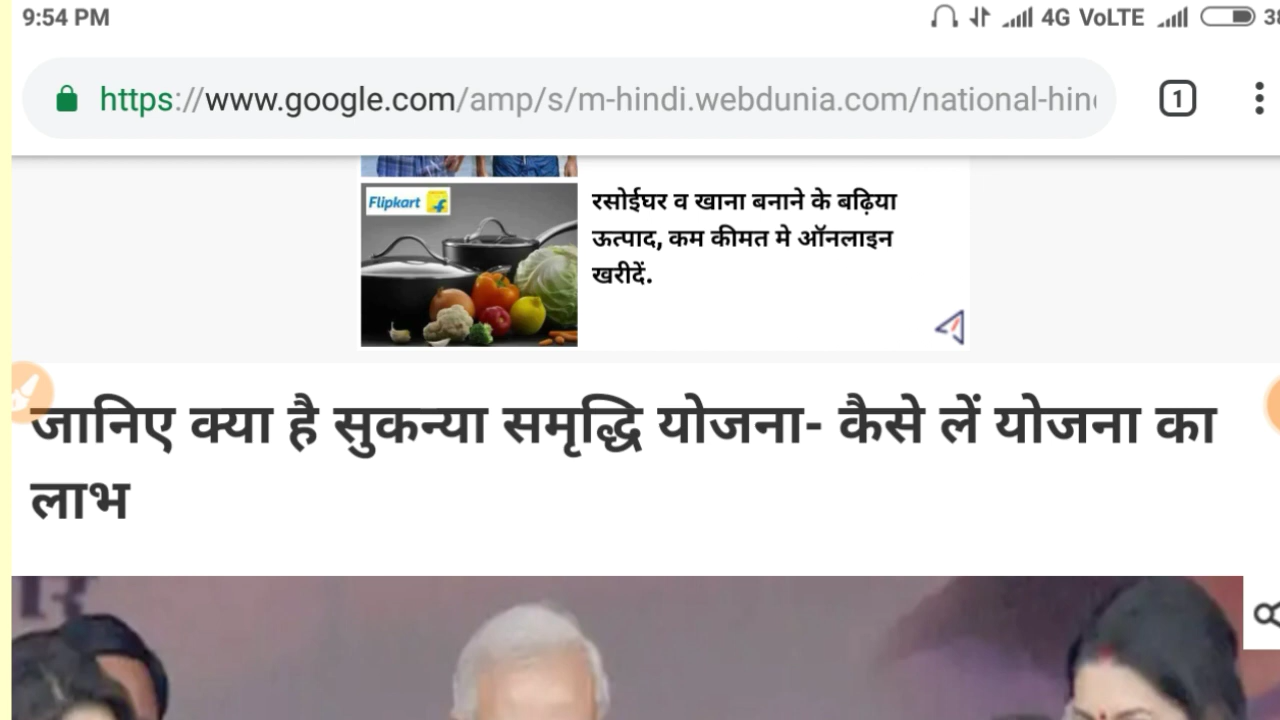 9:54 PM
4G VoLTE
https://www.google.com/amp/s/m-hindi.webdunia.com/national-hin
1
Flipkart
रसोईघर व खाना बनाने के बढ़िया
ऊत्पाद, कम कीमत मे ऑनलाइन
खरीदें.
जानिए क्या है सुकन्या समृद्धि योजना- कैसे लें योजना का
लाभ